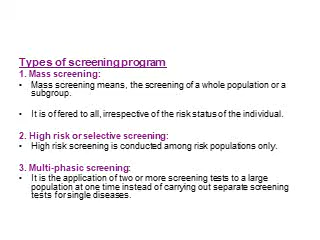 Types of screening program
1. Mass screening:
• Mass screening means, the screening of a whole population or a
subgroup.
• It is offered to all, irrespective of the risk status of the individual.
2. High risk or selective screening:
• High risk screening is conducted among risk populations only.
3. Multi-phasic screening:
• It is the application of two or more screening tests to a large
population at one time instead of carrying out separate screening
tests for single diseases.